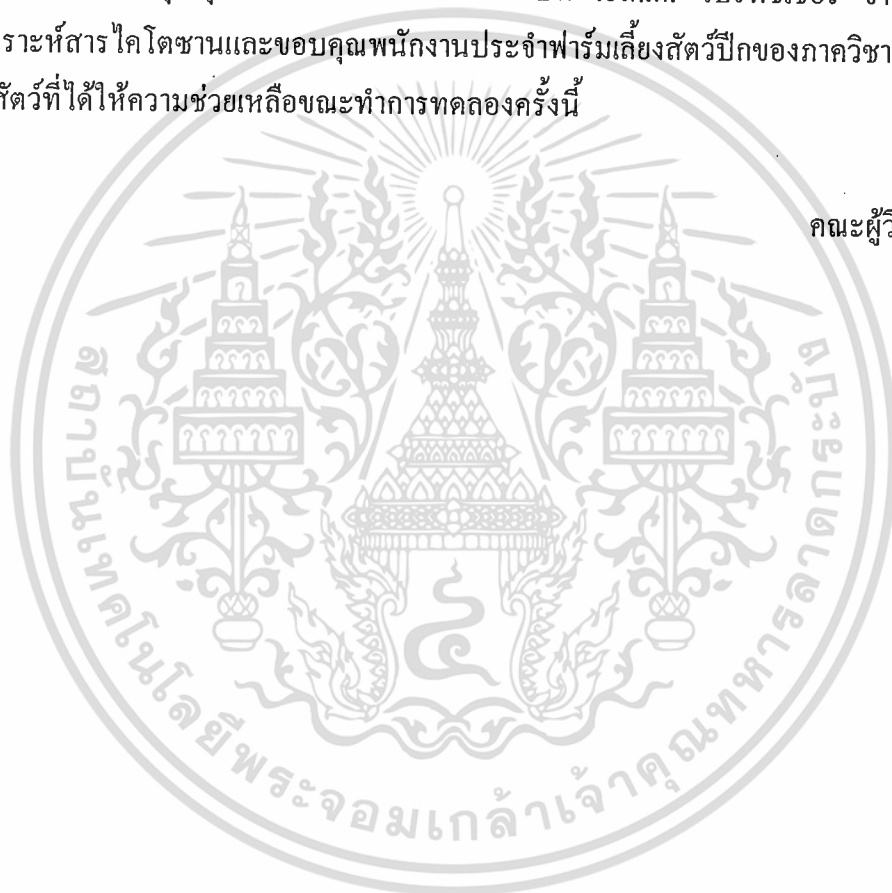 ราะห์สารไคโตซานและขอบคุณพนักงานประจำฟาร์มเลี้ยงสัตว์ปีกของภาควิชา
สัตว์ที่ได้ให้ความช่วยเหลือขณะทำการทดลองครั้งนี้
คณะผู้วิ
สถาบันเทคโนโลยีพระจอมเกล้าเจ้าคุณทหารลาดกระบัง
๔